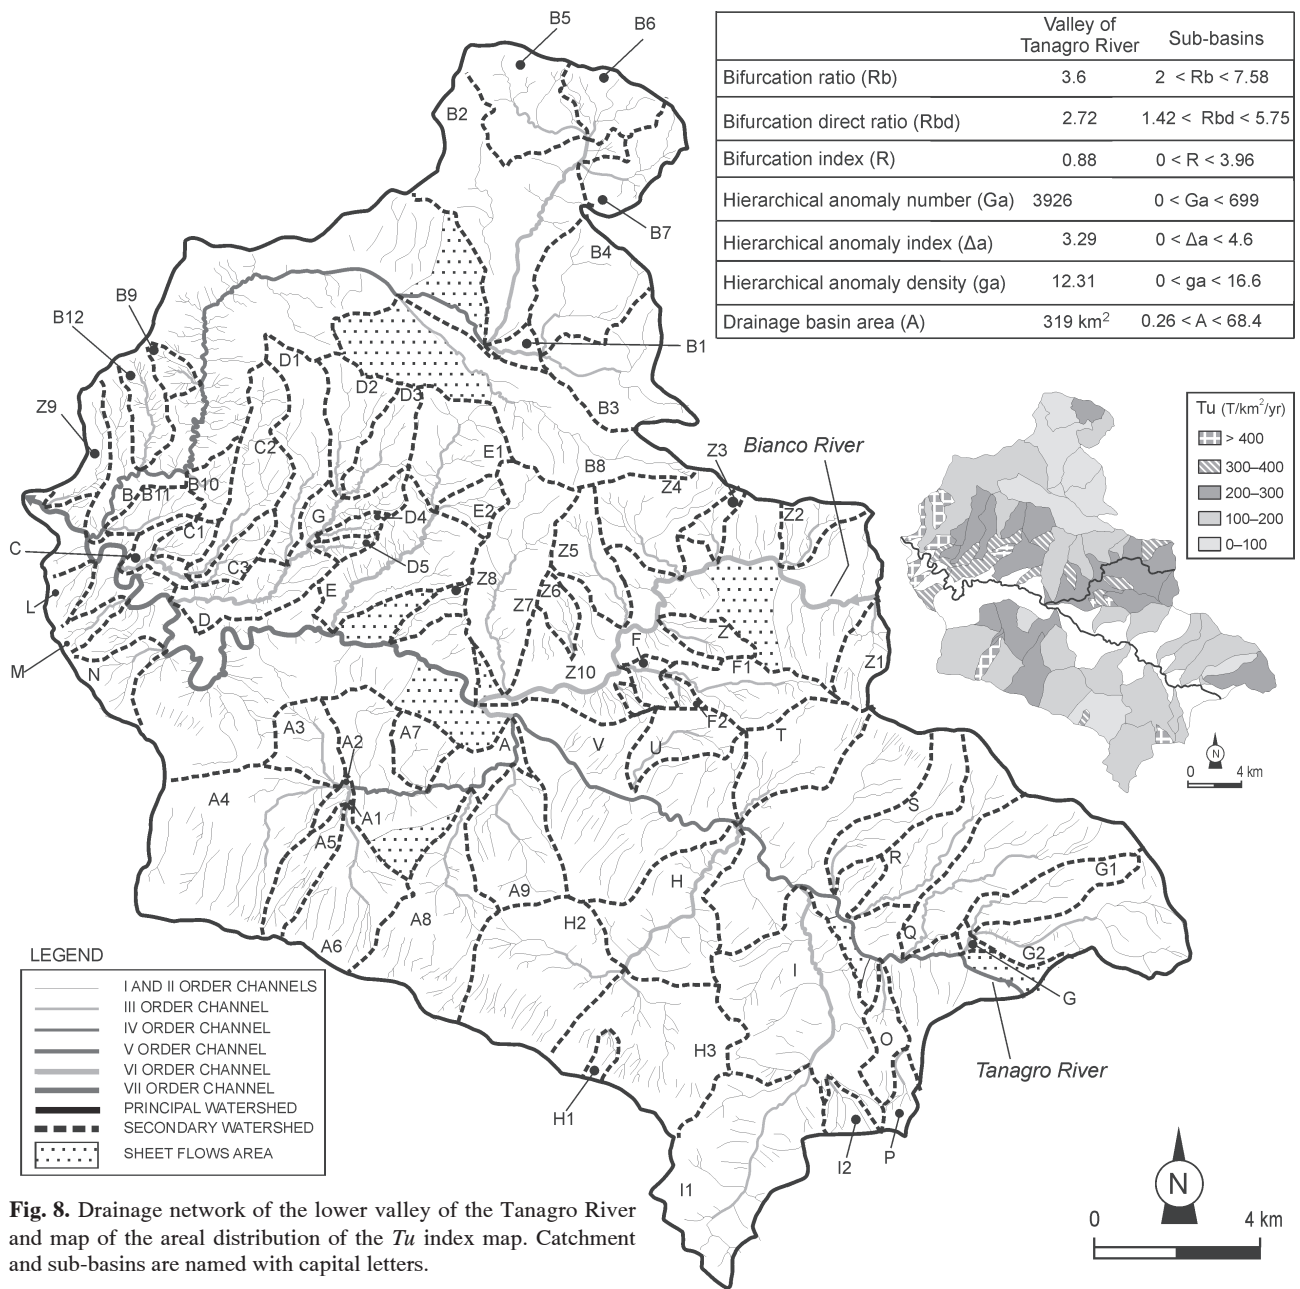 Valley of Tanagro River
Sub-basins
Bifurcation ratio (Rb) 3.6 2 < Rb < 7.58
Bifurcation direct ratio (Rbd) 2.72 1.42 < Rbd < 5.75
Bifurcation index (R) 0.88 0 < R < 3.96
Hierarchical anomaly number (Ga) 3926 0 < Ga < 699
Hierarchical anomaly index (Δa) 3.29 0 < Δa < 4.6
Hierarchical anomaly density (ga) 12.31 0 < ga < 16.6
Drainage basin area (A) 319 km² 0.26 < A < 68.4
B5
B6
B2
B7
B4
B9
B12
B1
D1
D2
D3
B3
Z9
C2
E1
B8
Z3
Bianco River
Z4
B
B11
B10
G
D4
E2
Z2
C1
C
C3
D5
Z5
Z8
Z6
Z7
L
E
D
Z
F
M
N
Z10
F1
Z1
F2
A3
A2
A7
A
V
U
T
A4
A1
S
A5
R
H
G1
A9
A8
H2
Q
A6
G2
I
G
O
H3
Tanagro River
H1
I2
P
I1
Tu (T/km²/yr)
> 400
300–400
200–300
100–200
0–100
N
0 4 km
LEGEND
I AND II ORDER CHANNELS
III ORDER CHANNEL
IV ORDER CHANNEL
V ORDER CHANNEL
VI ORDER CHANNEL
VII ORDER CHANNEL
PRINCIPAL WATERSHED
SECONDARY WATERSHED
SHEET FLOWS AREA
N
0 4 km
Fig. 8. Drainage network of the lower valley of the Tanagro River
and map of the areal distribution of the Tu index map. Catchment
and sub-basins are named with capital letters.